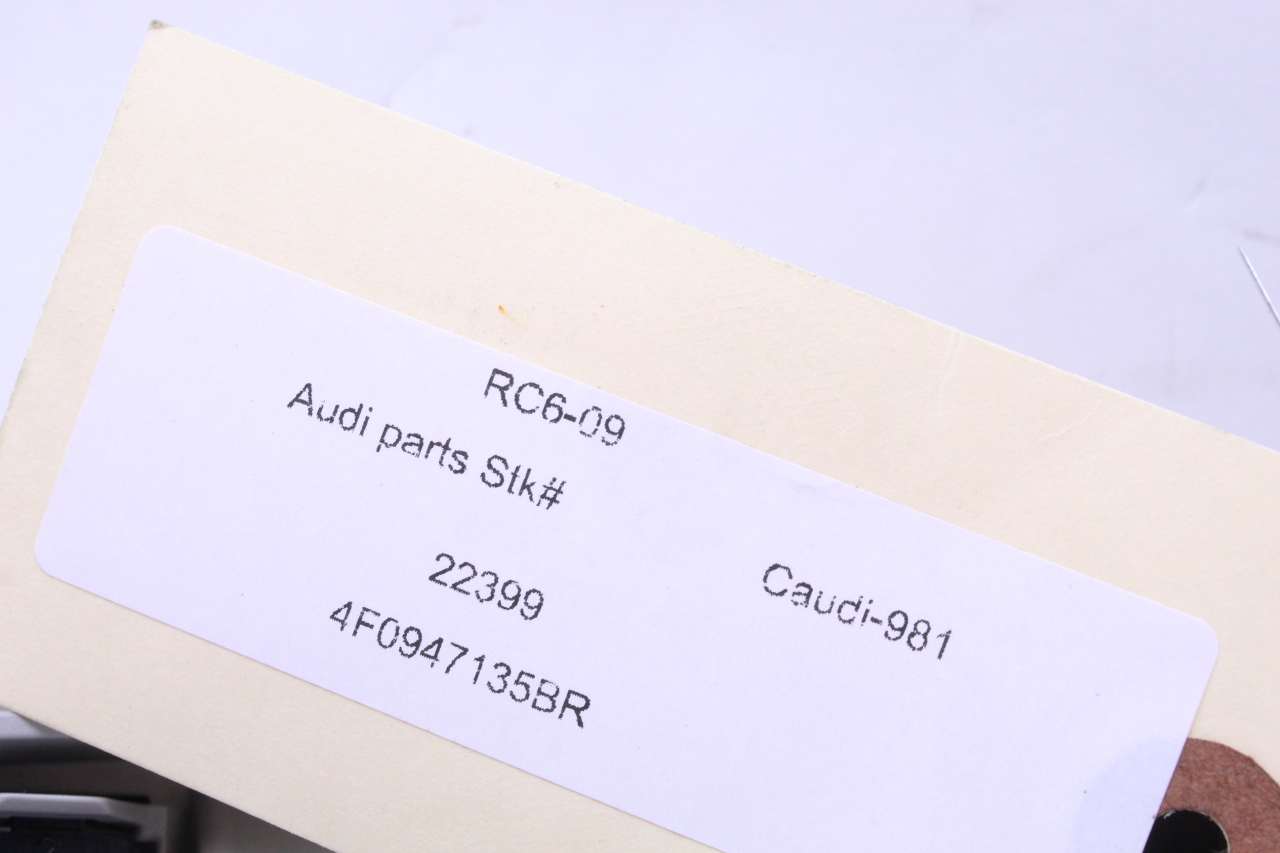 RC6-09
Audi parts Stk#
22399
Caudi-981
4F0947135BR